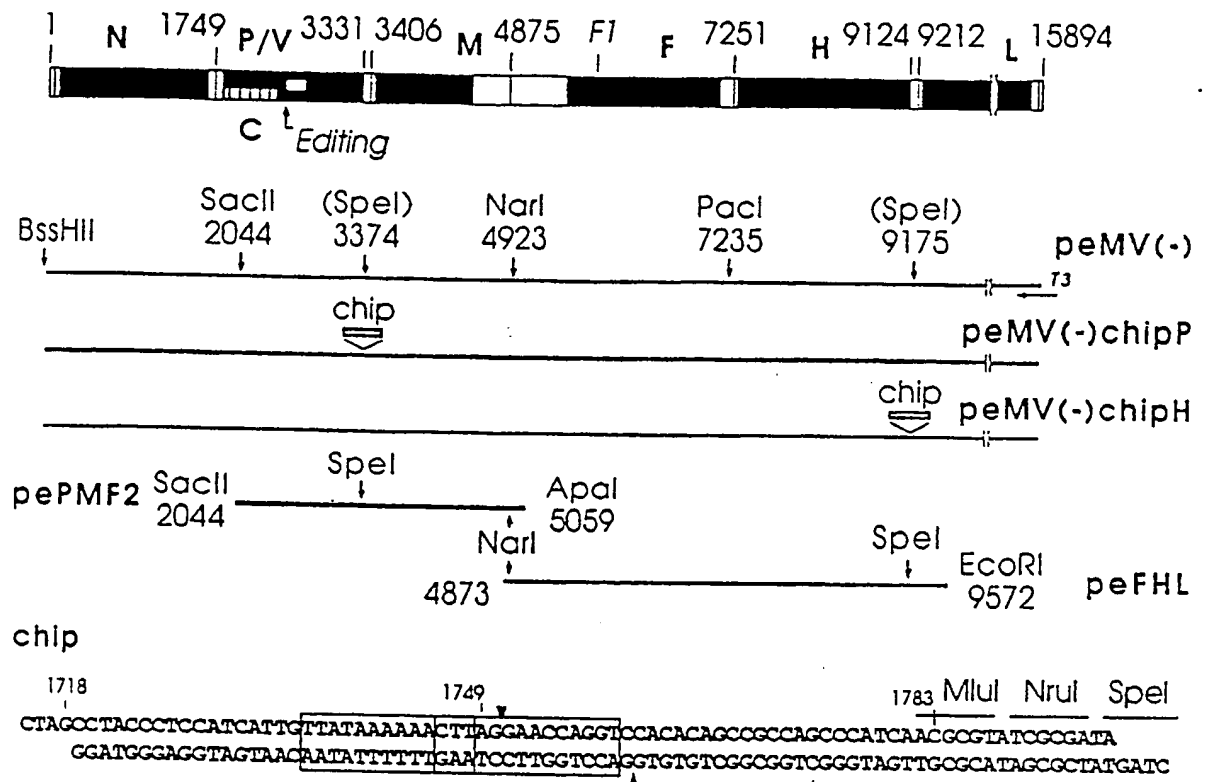 1 N 1749 P/V 3331 3406 M 4875 F1 F 7251 H 9124 9212 L 15894
C Editing
BssHII SacII 2044 (SpeI) 3374 NarI 4923 PacI 7235 (SpeI) 9175 peMV(-)
T3
chip
peMV(-)chipP
chip
peMV(-)chipH
pePMF2 SacII 2044 SpeI ApaI 5059
NarI
4873 SpeI EcoRI 9572 peFHL
chip
1718 1749 1783 MluI NruI SpeI
CTAGCCTACCCTCCATCATTGTTATAAAAAACTTAGGAACCAGGTCCACACAGCCGCCAGCCCATCAACGCGTATCGCGATA
GGATGGGAGGTAGTAACAATATTTTTTGAATCCTTGGTCCAGGTGTGTCGGCGGTCGGGTAGTTGCGCATAGCGCTATGATC